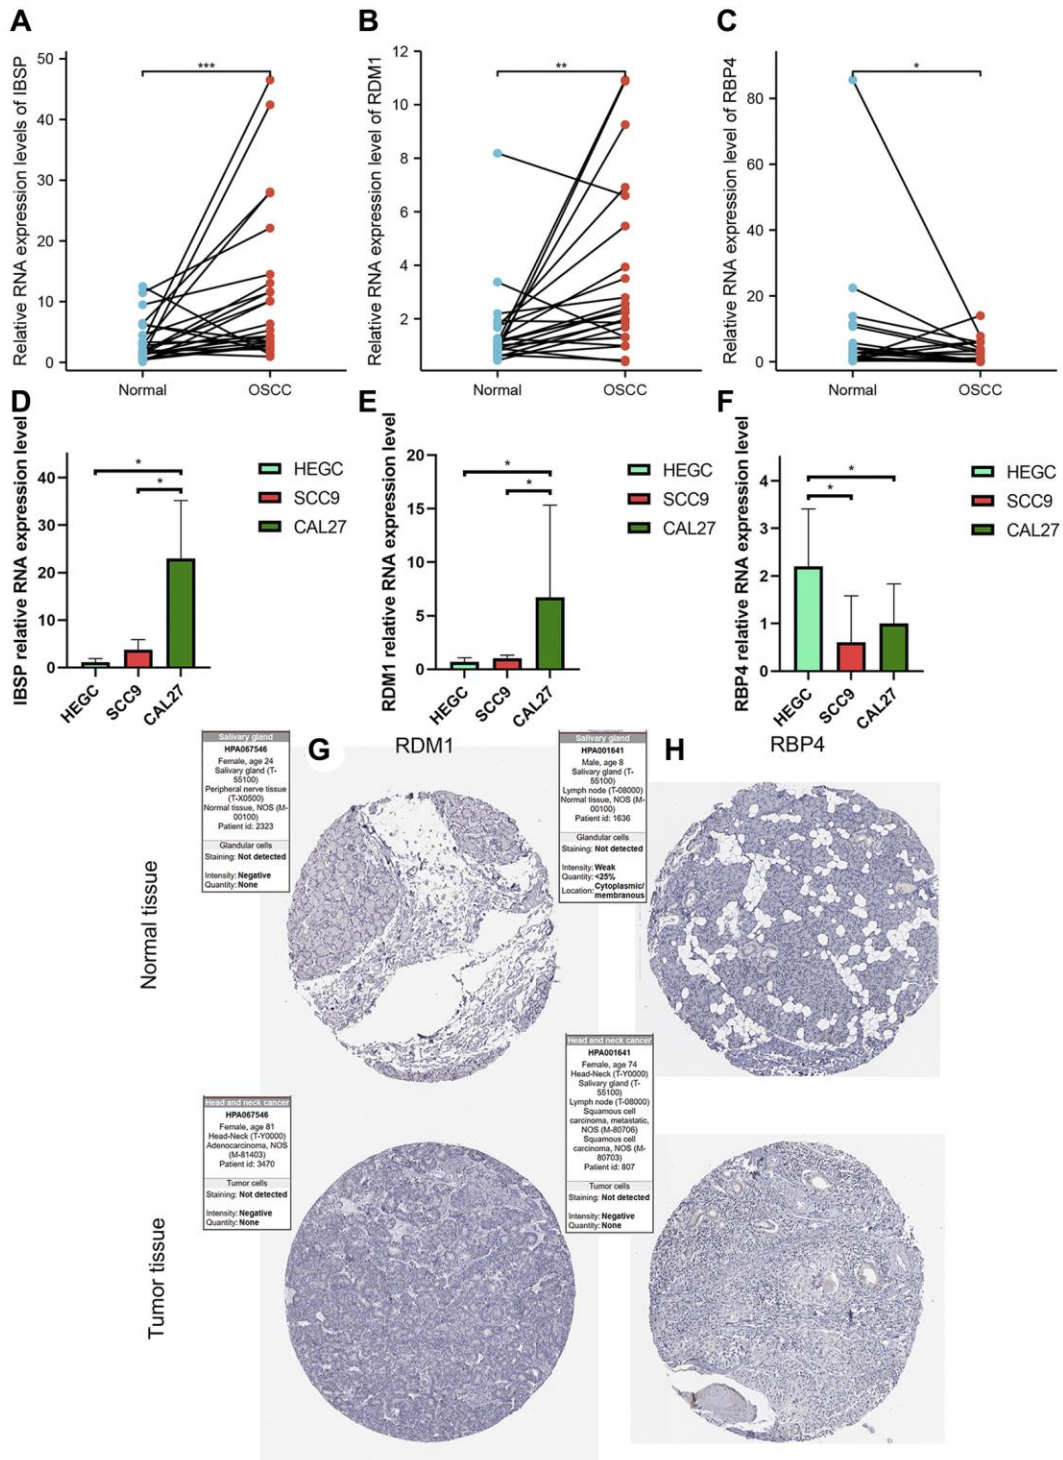 A
B
C
Relative RNA expression levels of IBSP
50
40
30
20
10
0
***
Normal
OSCC
Relative RNA expression level of RDM1
12
10
8
6
4
2
**
Normal
OSCC
Relative RNA expression level of RBP4
80
60
40
20
0
*
Normal
OSCC
D
E
F
IBSP relative RNA expression level
40
30
20
10
0
*
*
HEGC
SCC9
CAL27
HEGC
SCC9
CAL27
RDM1 relative RNA expression level
20
15
10
5
0
*
*
HEGC
SCC9
CAL27
HEGC
SCC9
CAL27
RBP4 relative RNA expression level
4
3
2
1
0
*
*
HEGC
SCC9
CAL27
HEGC
SCC9
CAL27
G
RDM1
H
RBP4
Normal tissue
Salivary gland
HPA067546
Female, age 24
Salivary gland (T-
55100)
Peripheral nerve tissue
(T-X0500)
Normal tissue, NOS (M-
00100)
Patient id: 2323
Glandular cells
Staining: Not detected
Intensity: Negative
Quantity: None
Salivary gland
HPA001641
Male, age 8
Salivary gland (T-
55100)
Lymph node (T-08000)
Normal tissue, NOS (M-
00100)
Patient id: 1636
Glandular cells
Staining: Not detected
Intensity: Weak
Quantity: <25%
Location: Cytoplasmic/
membranous
Tumor tissue
Head and neck cancer
HPA067546
Female, age 81
Head-Neck (T-Y0000)
Adenocarcinoma, NOS
(M-81403)
Patient id: 3470
Tumor cells
Staining: Not detected
Intensity: Negative
Quantity: None
Head and neck cancer
HPA001641
Female, age 74
Head-Neck (T-Y0000)
Salivary gland (T-
55100)
Lymph node (T-08000)
Squamous cell
carcinoma, metastatic,
NOS (M-80706)
Squamous cell
carcinoma, NOS (M-
80703)
Patient id: 807
Tumor cells
Staining: Not detected
Intensity: Negative
Quantity: None